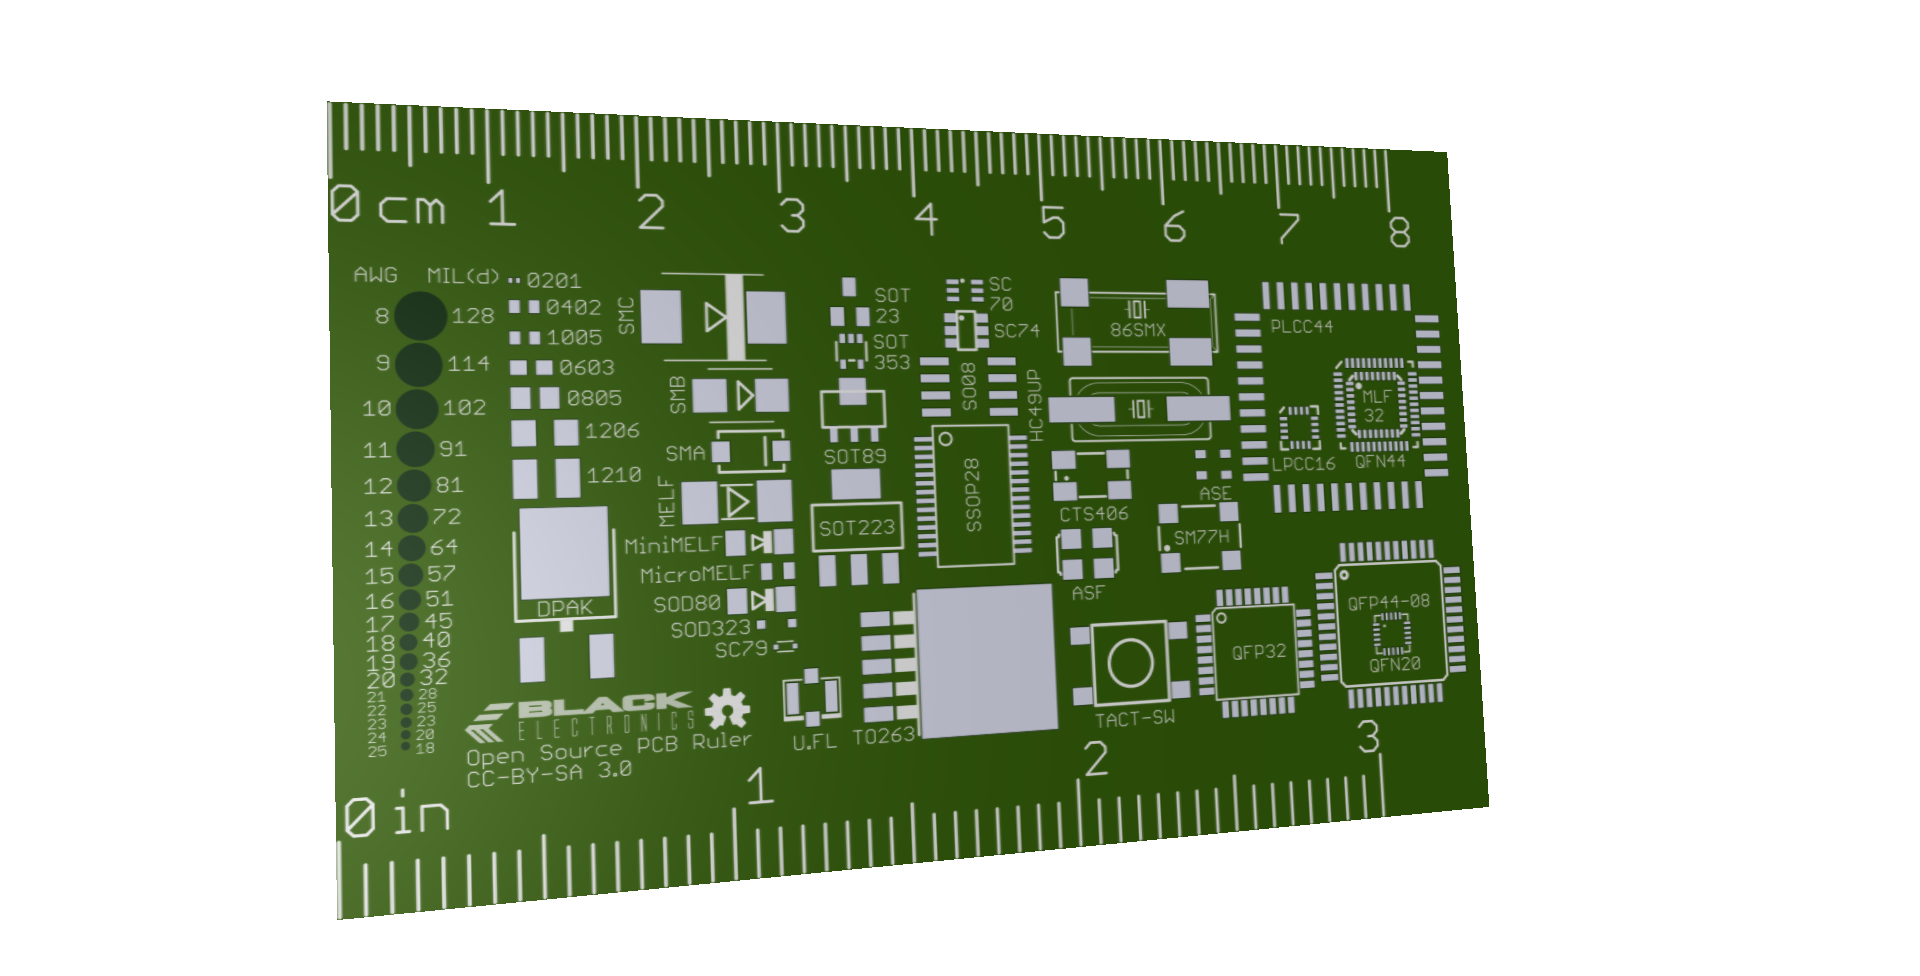 0 cm 1 2 3 4 5 6 7 8
AWG MIL(d)
8 128
9 114
10 102
11 91
12 81
13 72
14 64
15 57
16 51
17 45
18 40
19 36
20 32
21 28
22 25
23 23
24 20
25 18
0201
0402
1005
0603
0805
1206
1210
DPAK
SMC
SMB
SMA
MELF
MiniMELF
MicroMELF
SOD80
SOD323
SC79
SOT
23
SOT
353
SOT89
SOT223
SC
70
SC74
SO08
SSOP28
U.FL
TO263
86SMX
HC49UP
CTS406
ASE
ASF
SM77H
TACT-SW
PLCC44
LPCC16
MLF
32
QFN44
QFP32
QFP44-08
QFN20
BLACK
ELECTRONICS
Open Source PCB Ruler
CC-BY-SA 3.0
0 in 1 2 3